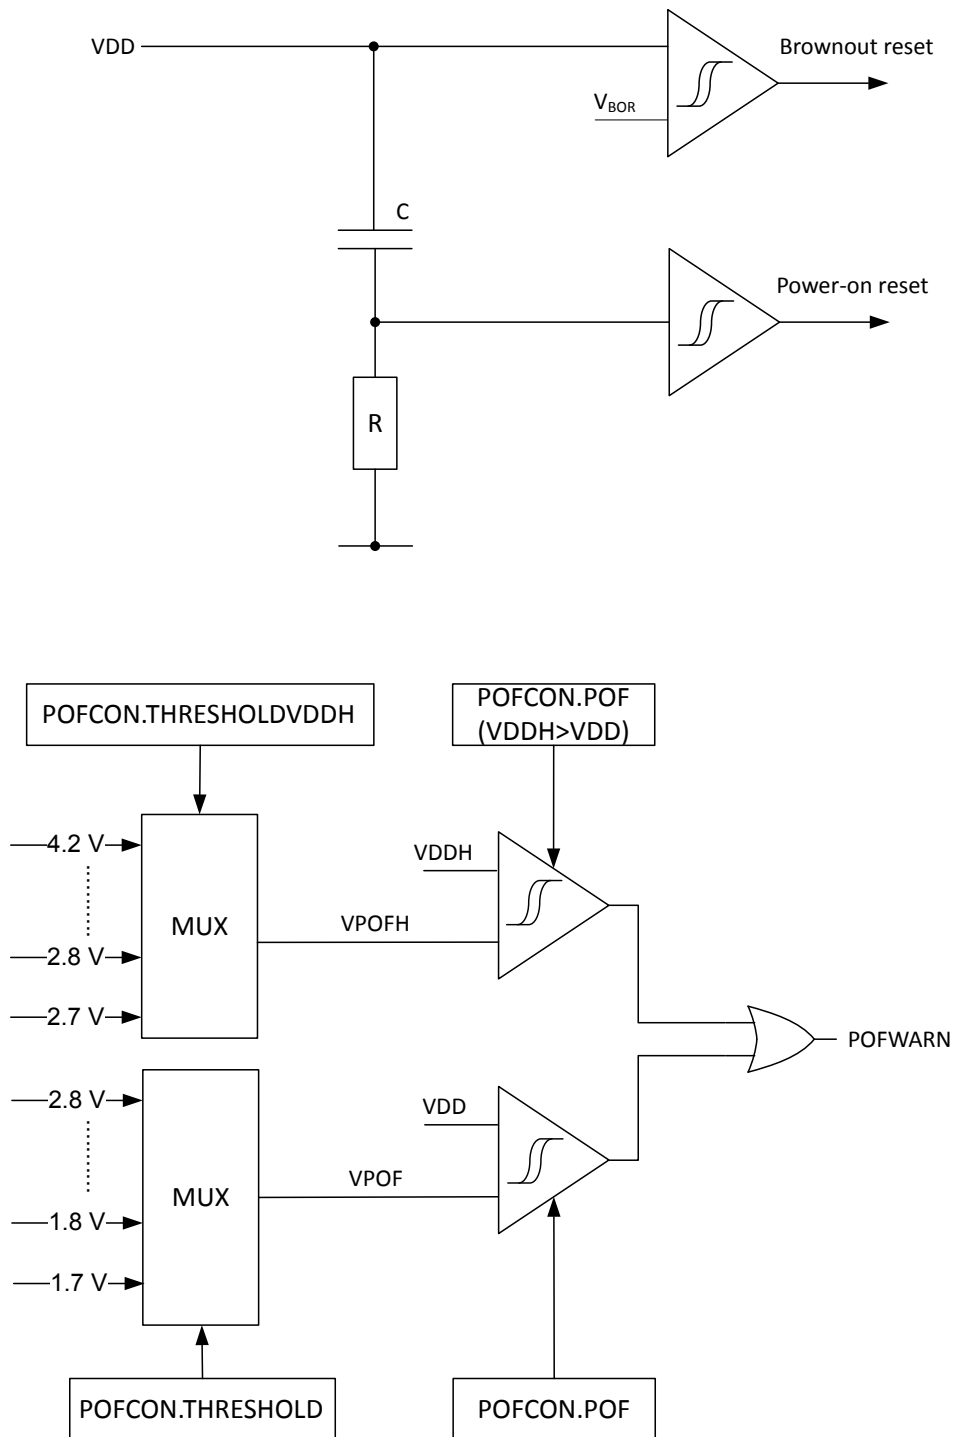 VDD
Brownout reset
VBOR
C
Power-on reset
R
POFCON.THRESHOLDVDDH
POFCON.POF
(VDDH>VDD)
4.2 V
VDDH
MUX
VPOFH
2.8 V
2.7 V
POFWARN
2.8 V
VDD
MUX
VPOF
1.8 V
1.7 V
POFCON.THRESHOLD
POFCON.POF